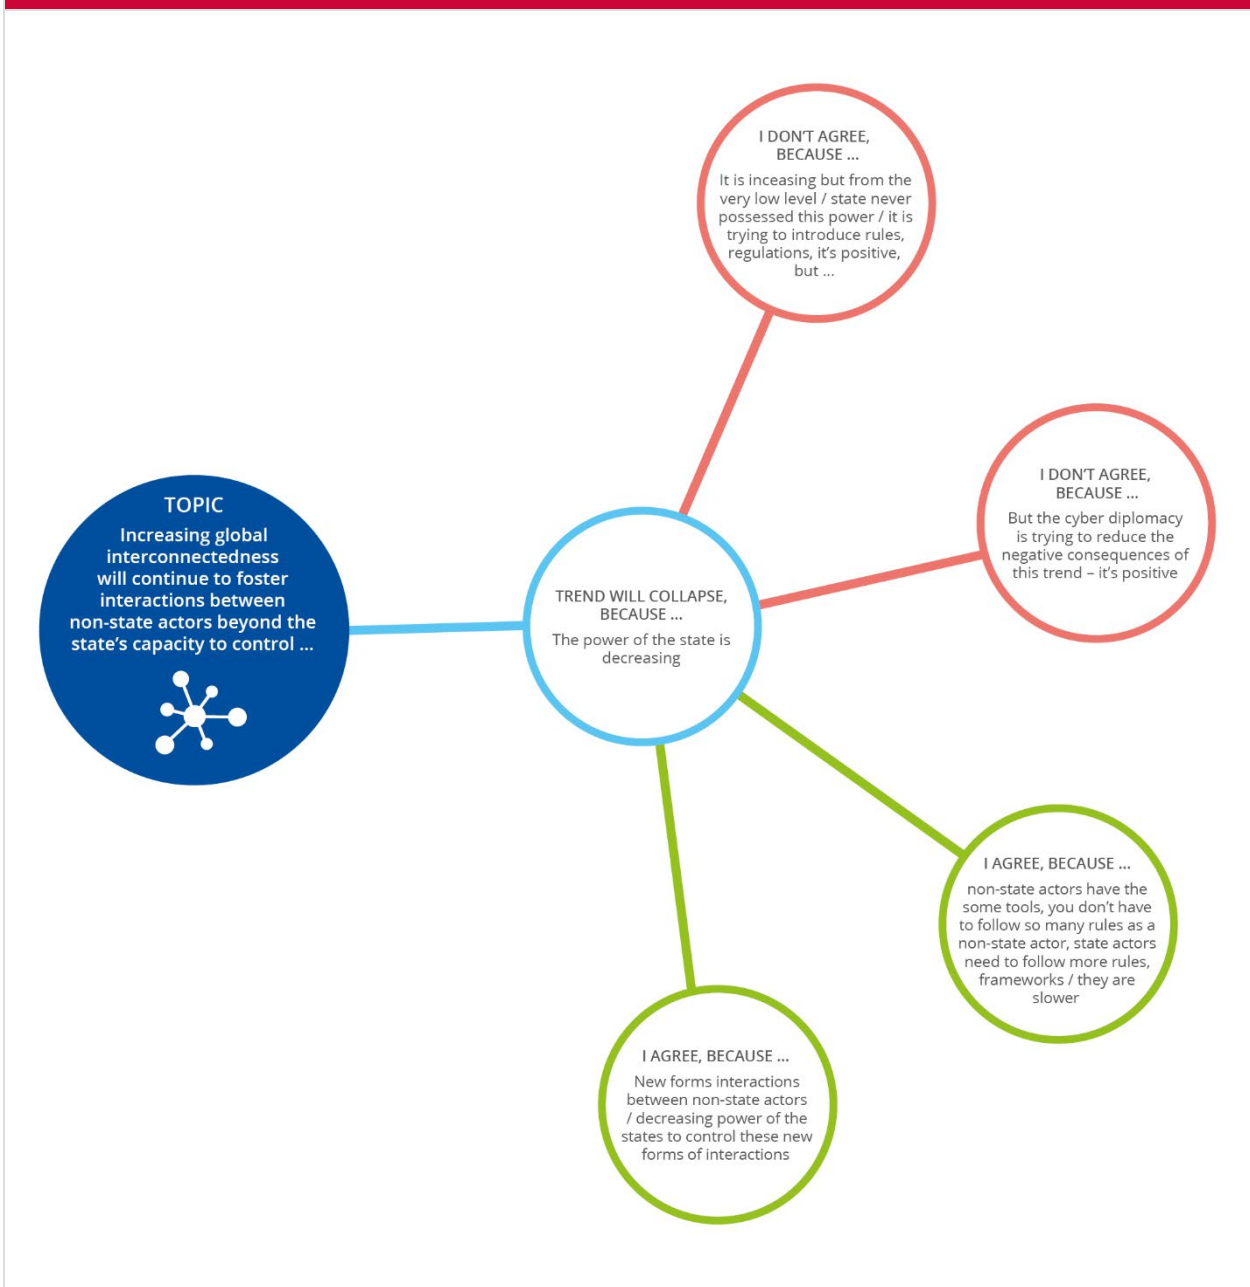 I DON'T AGREE,
BECAUSE ...
It is inceasing but from the
very low level / state never
possessed this power / it is
trying to introduce rules,
regulations, it's positive,
but ...
I DON'T AGREE,
BECAUSE ...
But the cyber diplomacy
is trying to reduce the
negative consequences of
this trend – it's positive
TOPIC
Increasing global
interconnectedness
will continue to foster
interactions between
non-state actors beyond the
state's capacity to control ...
TREND WILL COLLAPSE,
BECAUSE ...
The power of the state is
decreasing
I AGREE, BECAUSE ...
non-state actors have the
some tools, you don't have
to follow so many rules as a
non-state actor, state actors
need to follow more rules,
frameworks / they are
slower
I AGREE, BECAUSE ...
New forms interactions
between non-state actors
/ decreasing power of the
states to control these new
forms of interactions